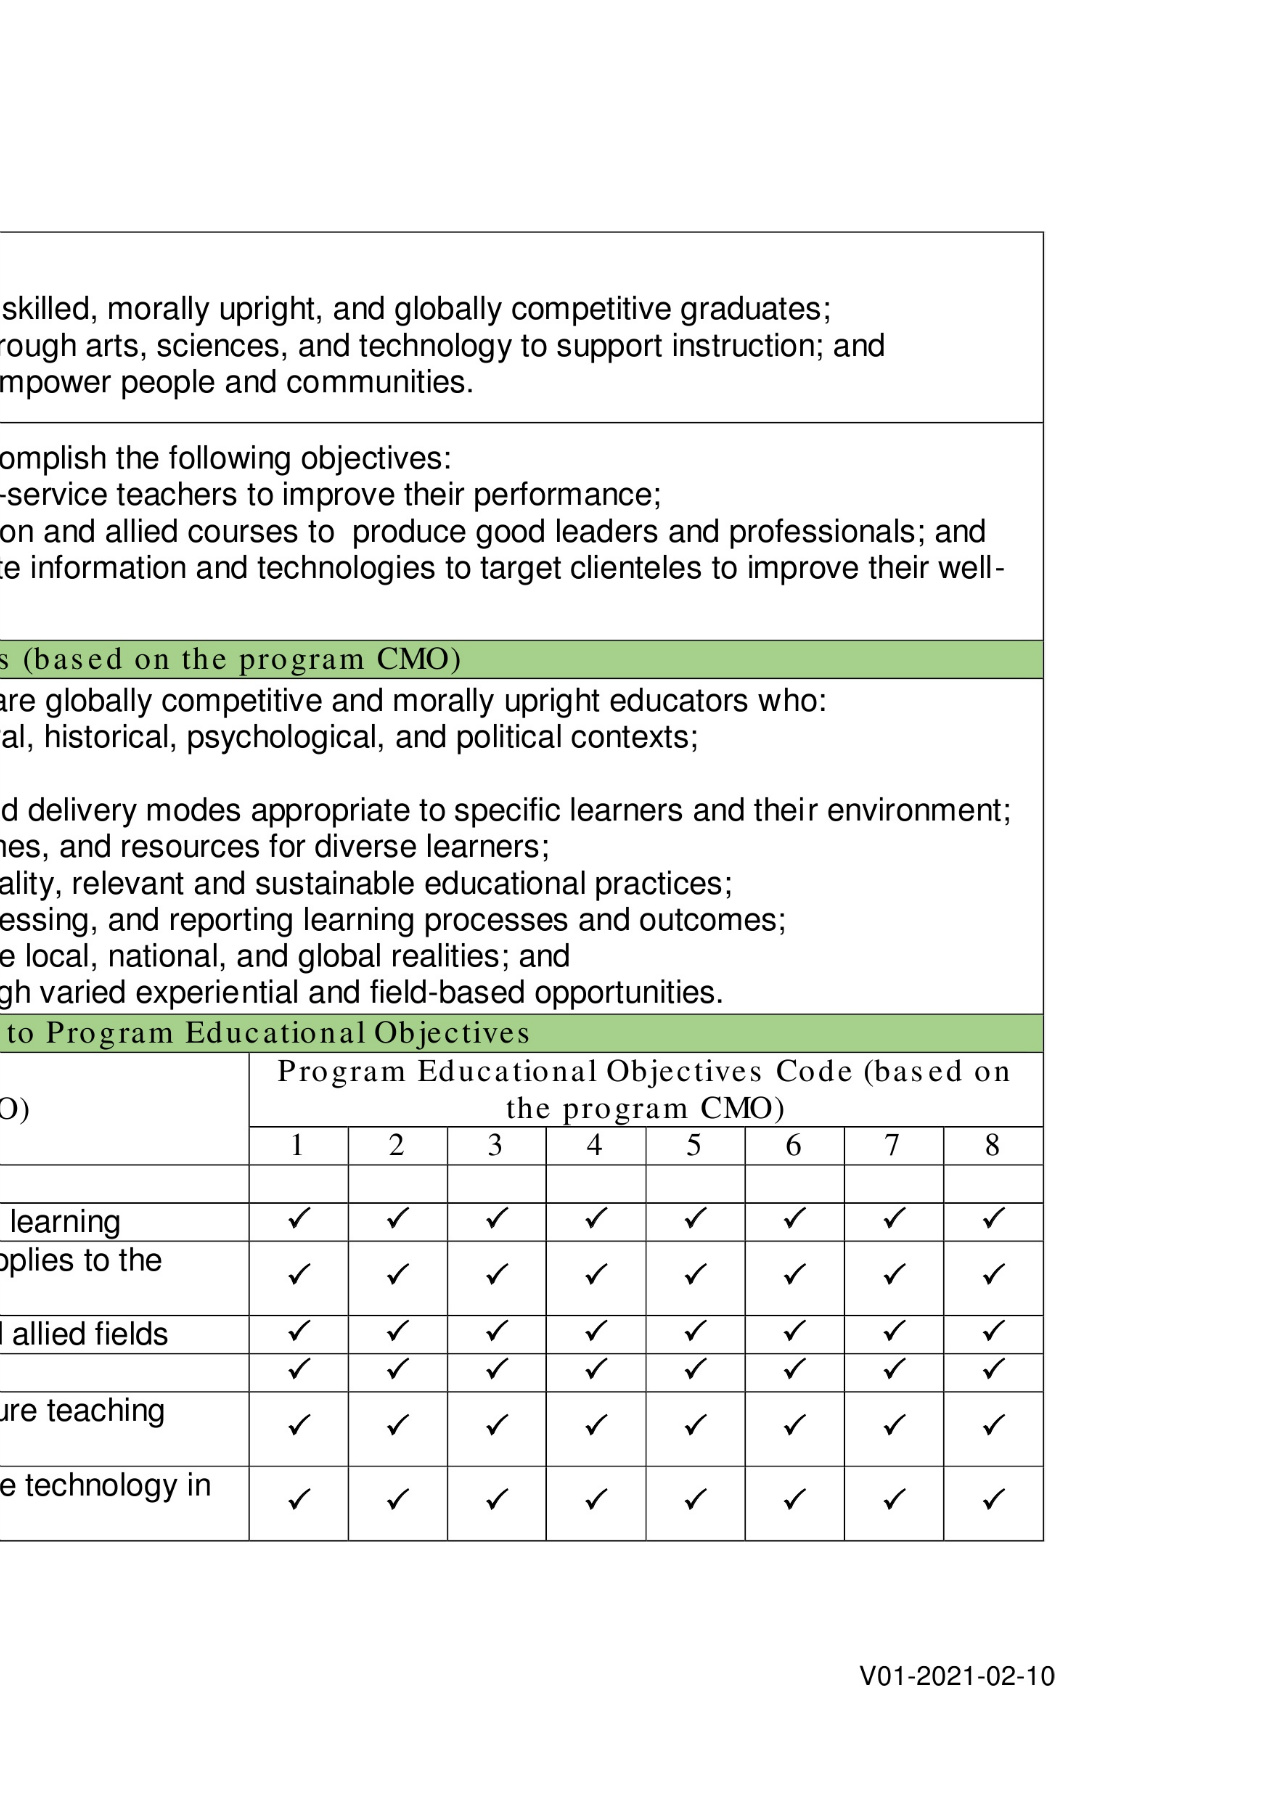 skilled, morally upright, and globally competitive graduates;
rough arts, sciences, and technology to support instruction; and
mpower people and communities.
omplish the following objectives:
-service teachers to improve their performance;
on and allied courses to produce good leaders and professionals; and
te information and technologies to target clienteles to improve their well-
s (based on the program CMO)
are globally competitive and morally upright educators who:
al, historical, psychological, and political contexts;
d delivery modes appropriate to specific learners and their environment;
nes, and resources for diverse learners;
ality, relevant and sustainable educational practices;
essing, and reporting learning processes and outcomes;
e local, national, and global realities; and
gh varied experiential and field-based opportunities.
to Program Educational Objectives
O)
Program Educational Objectives Code (based on
the program CMO)
1 2 3 4 5 6 7 8
learning ✓ ✓ ✓ ✓ ✓ ✓ ✓ ✓
pplies to the ✓ ✓ ✓ ✓ ✓ ✓ ✓ ✓
l allied fields ✓ ✓ ✓ ✓ ✓ ✓ ✓ ✓
✓ ✓ ✓ ✓ ✓ ✓ ✓ ✓
ure teaching ✓ ✓ ✓ ✓ ✓ ✓ ✓ ✓
e technology in ✓ ✓ ✓ ✓ ✓ ✓ ✓ ✓
V01-2021-02-10